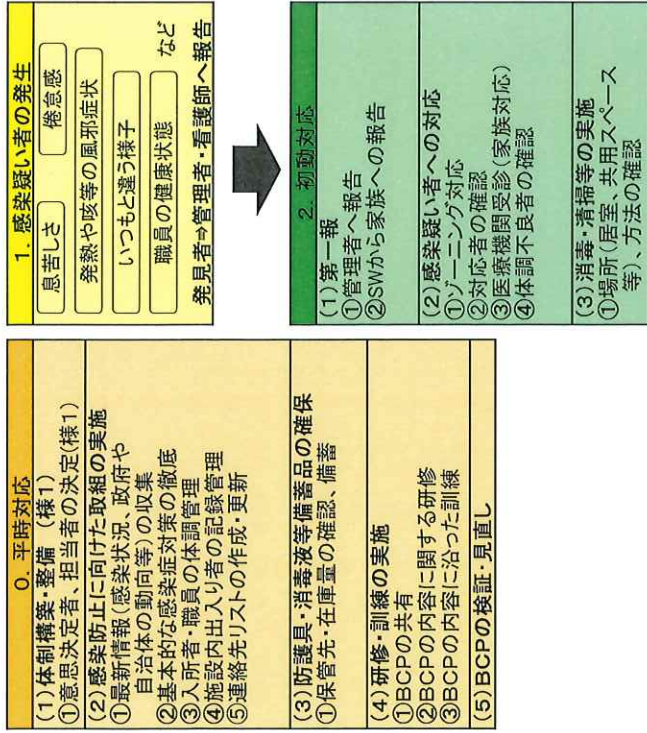 0. 平時対応
(1)体制構築・整備 (様1)
①意思決定者、担当者の決定(様1)
(2)感染防止に向けた取組の実施
①最新情報(感染状況、政府や
自治体の動向等)の収集
②基本的な感染症対策の徹底
③入所者・職員の体調管理
④施設内出入り者の記録管理
⑤連絡先リストの作成・更新
(3)防護具・消毒液等備蓄品の確保
①保管先・在庫量の確認、備蓄
(4)研修・訓練の実施
①BCPの共有
②BCPの内容に関する研修
③BCPの内容に沿った訓練
(5)BCPの検証・見直し
1. 感染疑い者の発生
息苦しさ 倦怠感
発熱や咳等の風邪症状
いつもと違う様子
職員の健康状態 など
発見者⇒管理者・看護師へ報告
2. 初動対応
(1)第一報
①管理者へ報告
②SWから家族への報告
(2)感染疑い者への対応
①ゾーニング対応
②対応者の確認
③医療機関受診(家族対応)
④体調不良者の確認
(3)消毒・清掃等の実施
①場所(居室、共用スペース
等)、方法の確認